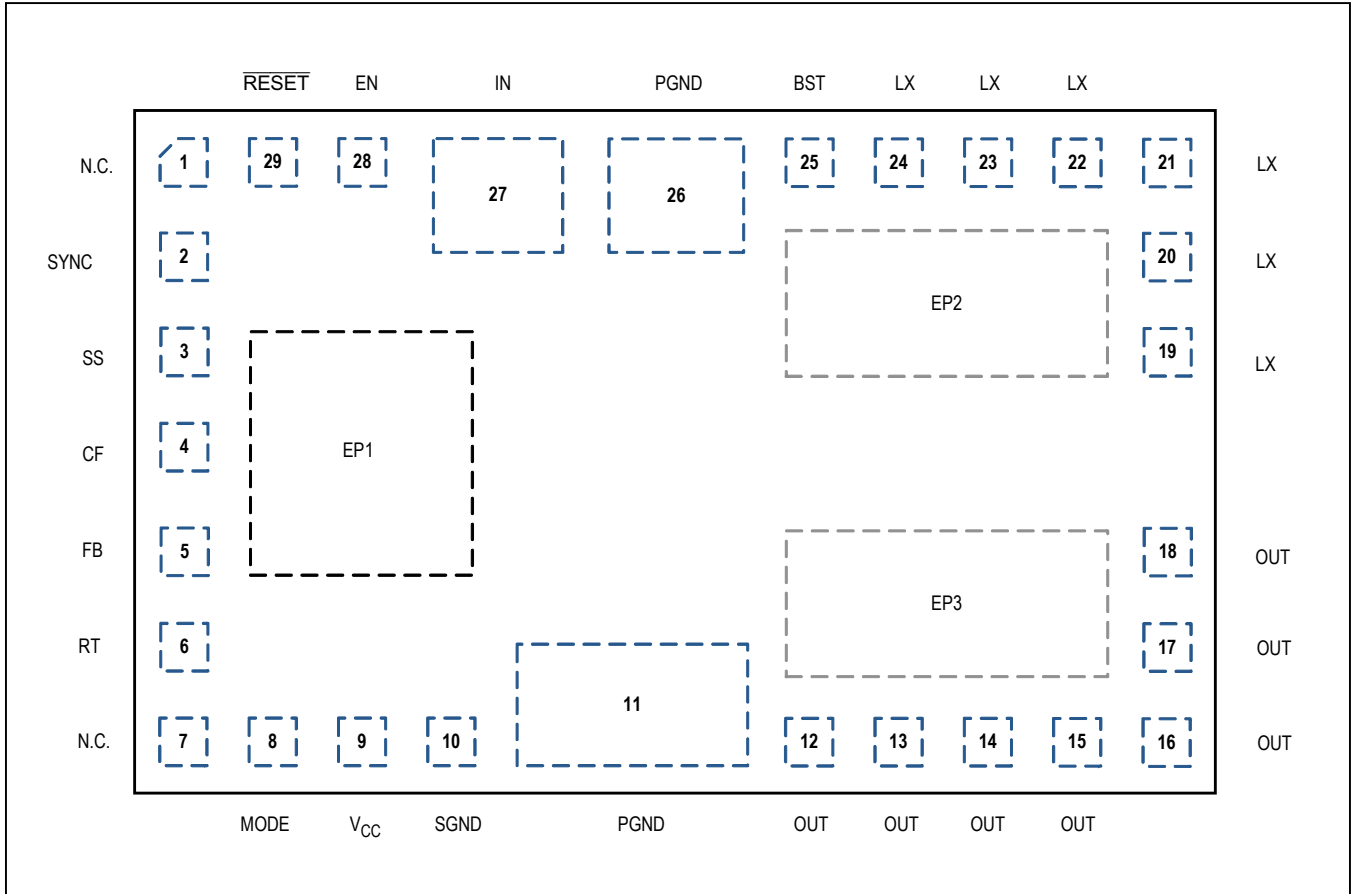 RESET EN IN PGND BST LX LX LX
N.C. 1 29 28 27 26 25 24 23 22 21 LX
SYNC 2 20 LX
EP2
SS 3 19 LX
CF 4 EP1
FB 5 18 OUT
EP3
RT 6 17 OUT
11
N.C. 7 8 9 10 12 13 14 15 16 OUT
MODE VCC SGND PGND OUT OUT OUT OUT